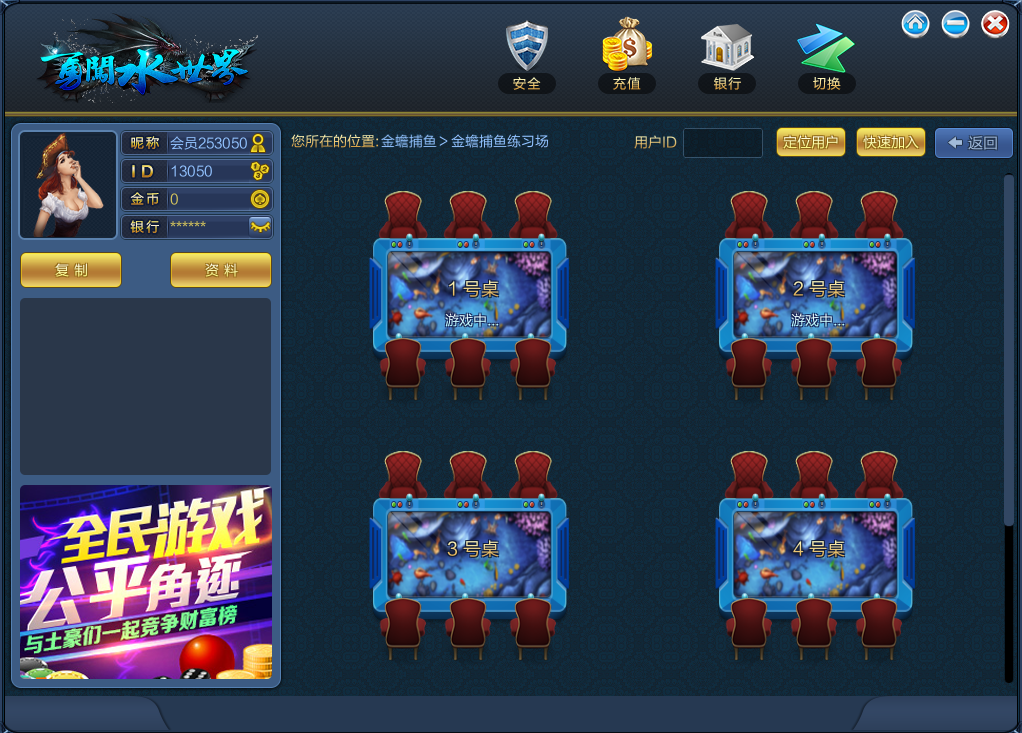 勇闖水世界
安全
充值
银行
切换
昵称 会员253050
ID 13050
金币 0
银行 ******
复制
资料
您所在的位置:金蟾捕鱼>金蟾捕鱼练习场
用户ID
定位用户
快速加入
返回
1号桌
游戏中...
2号桌
游戏中...
3号桌
4号桌
全民游戏
公平角逐
与土豪们一起竞争财富榜